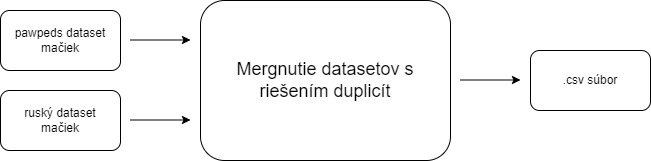 pawpeds dataset
mačiek
ruský dataset
mačiek
Mergnutie datasetov s
riešením duplicít
.csv súbor